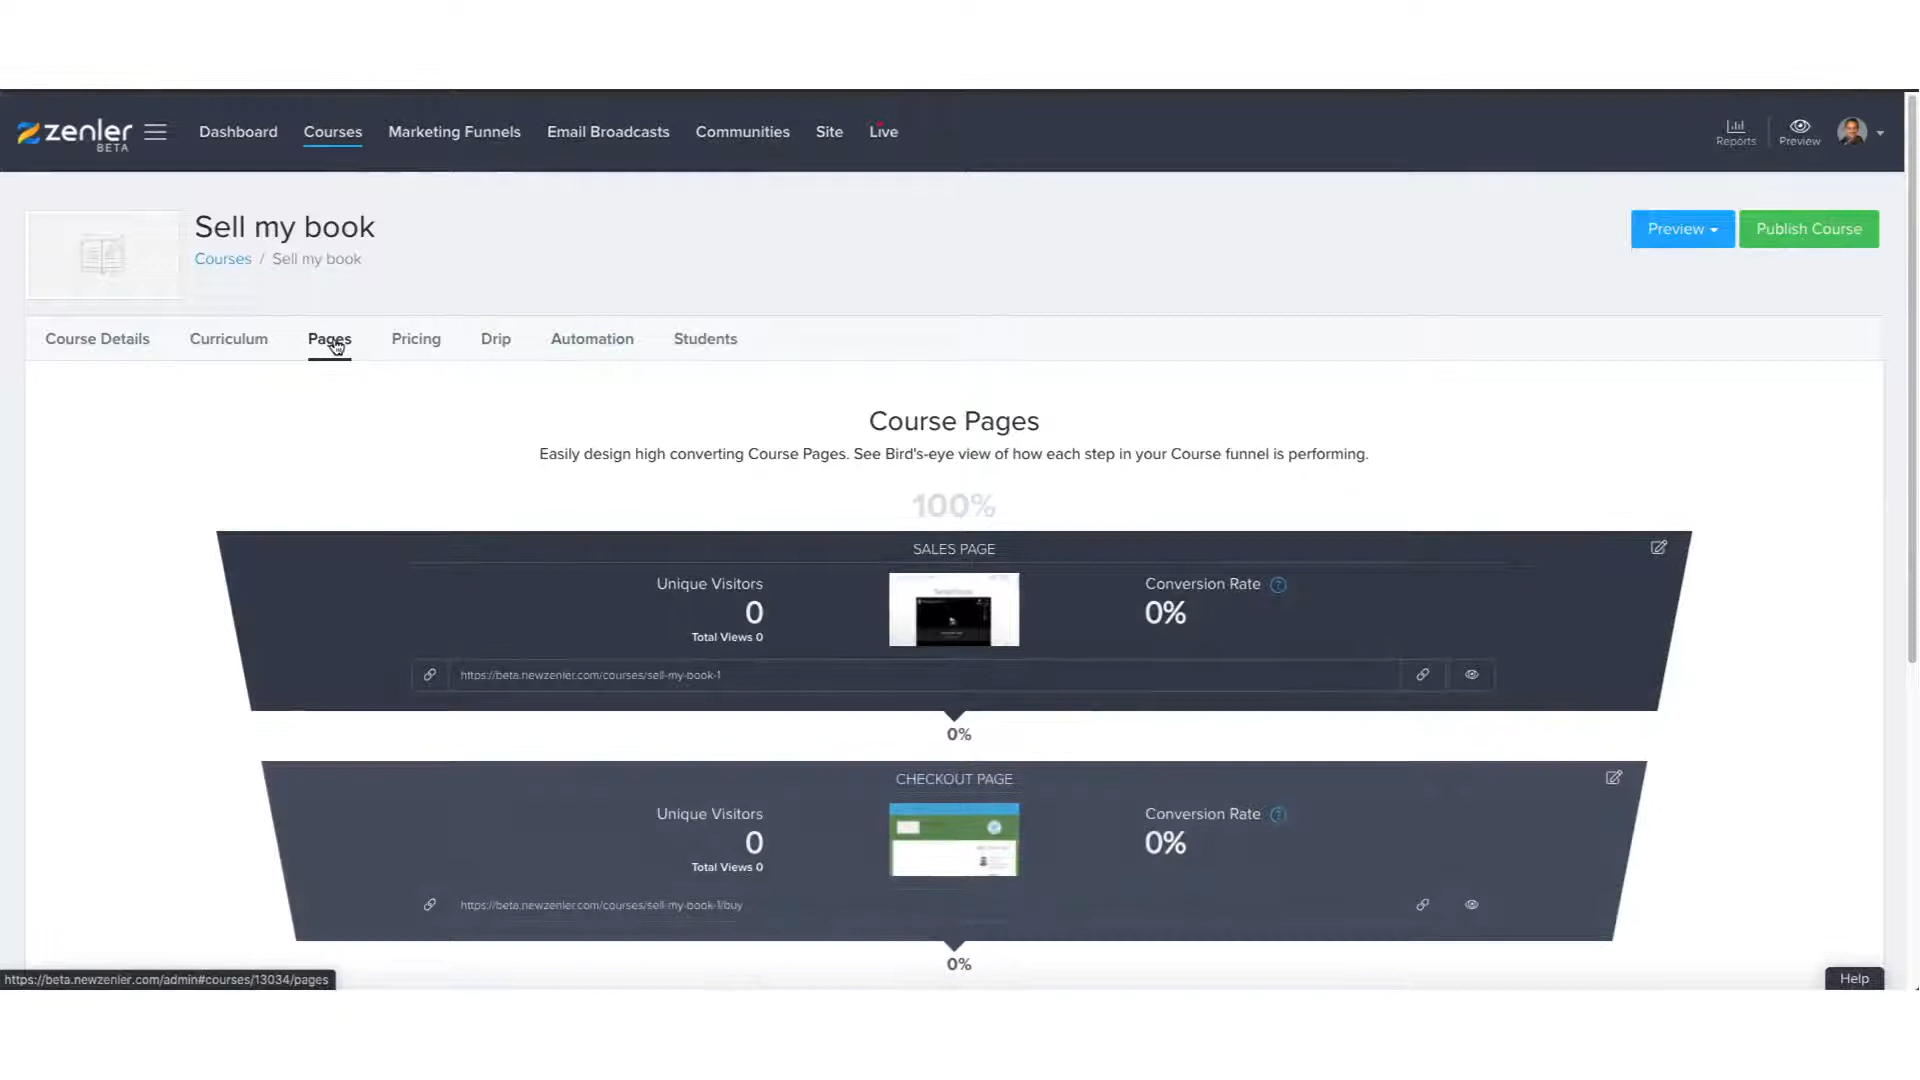 zenler
BETA
Dashboard
Courses
Marketing Funnels
Email Broadcasts
Communities
Site
Live
Reports
Preview
Sell my book
Courses / Sell my book
Preview
Publish Course
Course Details
Curriculum
Pages
Pricing
Drip
Automation
Students
Course Pages
Easily design high converting Course Pages. See Bird's-eye view of how each step in your Course funnel is performing.
100%
SALES PAGE
Unique Visitors
0
Total Views 0
Conversion Rate ?
0%
https://beta.newzenler.com/courses/sell-my-book-1
0%
CHECKOUT PAGE
Unique Visitors
0
Total Views 0
Conversion Rate ?
0%
https://beta.newzenler.com/courses/sell-my-book-1/buy
0%
https://beta.newzenler.com/admin#courses/13034/pages
Help